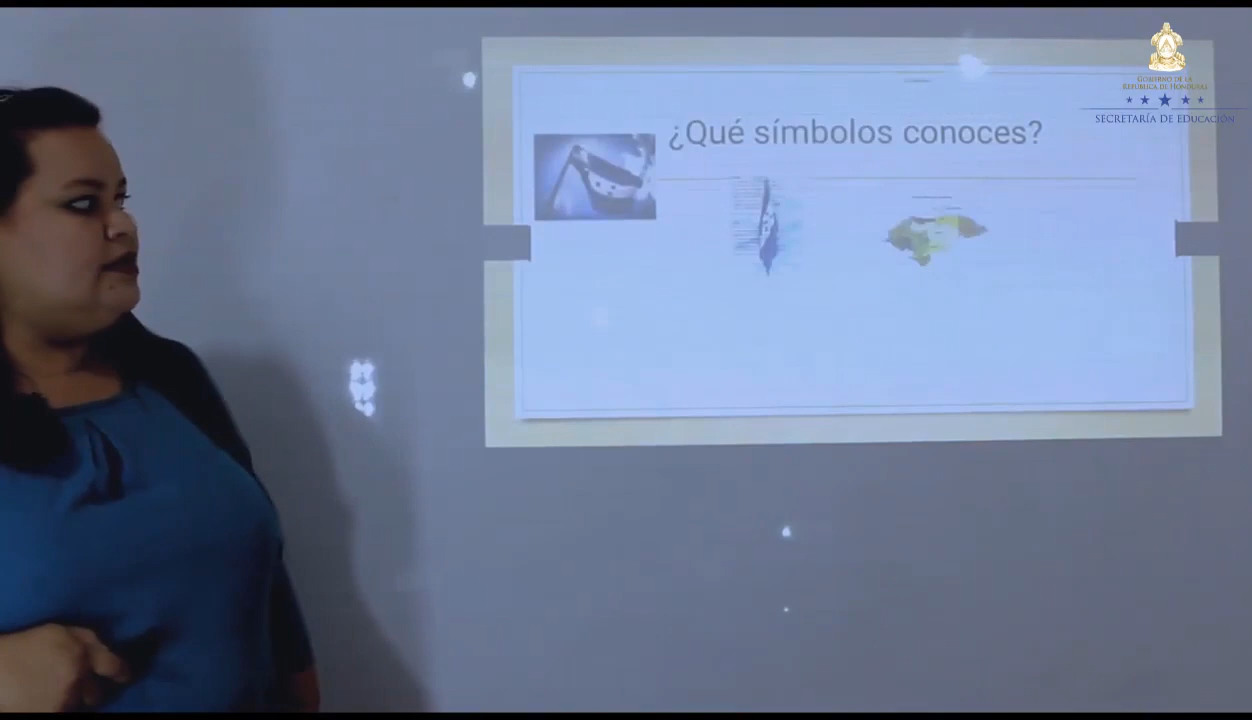 ¿Qué símbolos conoces?
GOBIERNO DE LA
REPÚBLICA DE HONDURAS
SECRETARÍA DE EDUCACIÓN